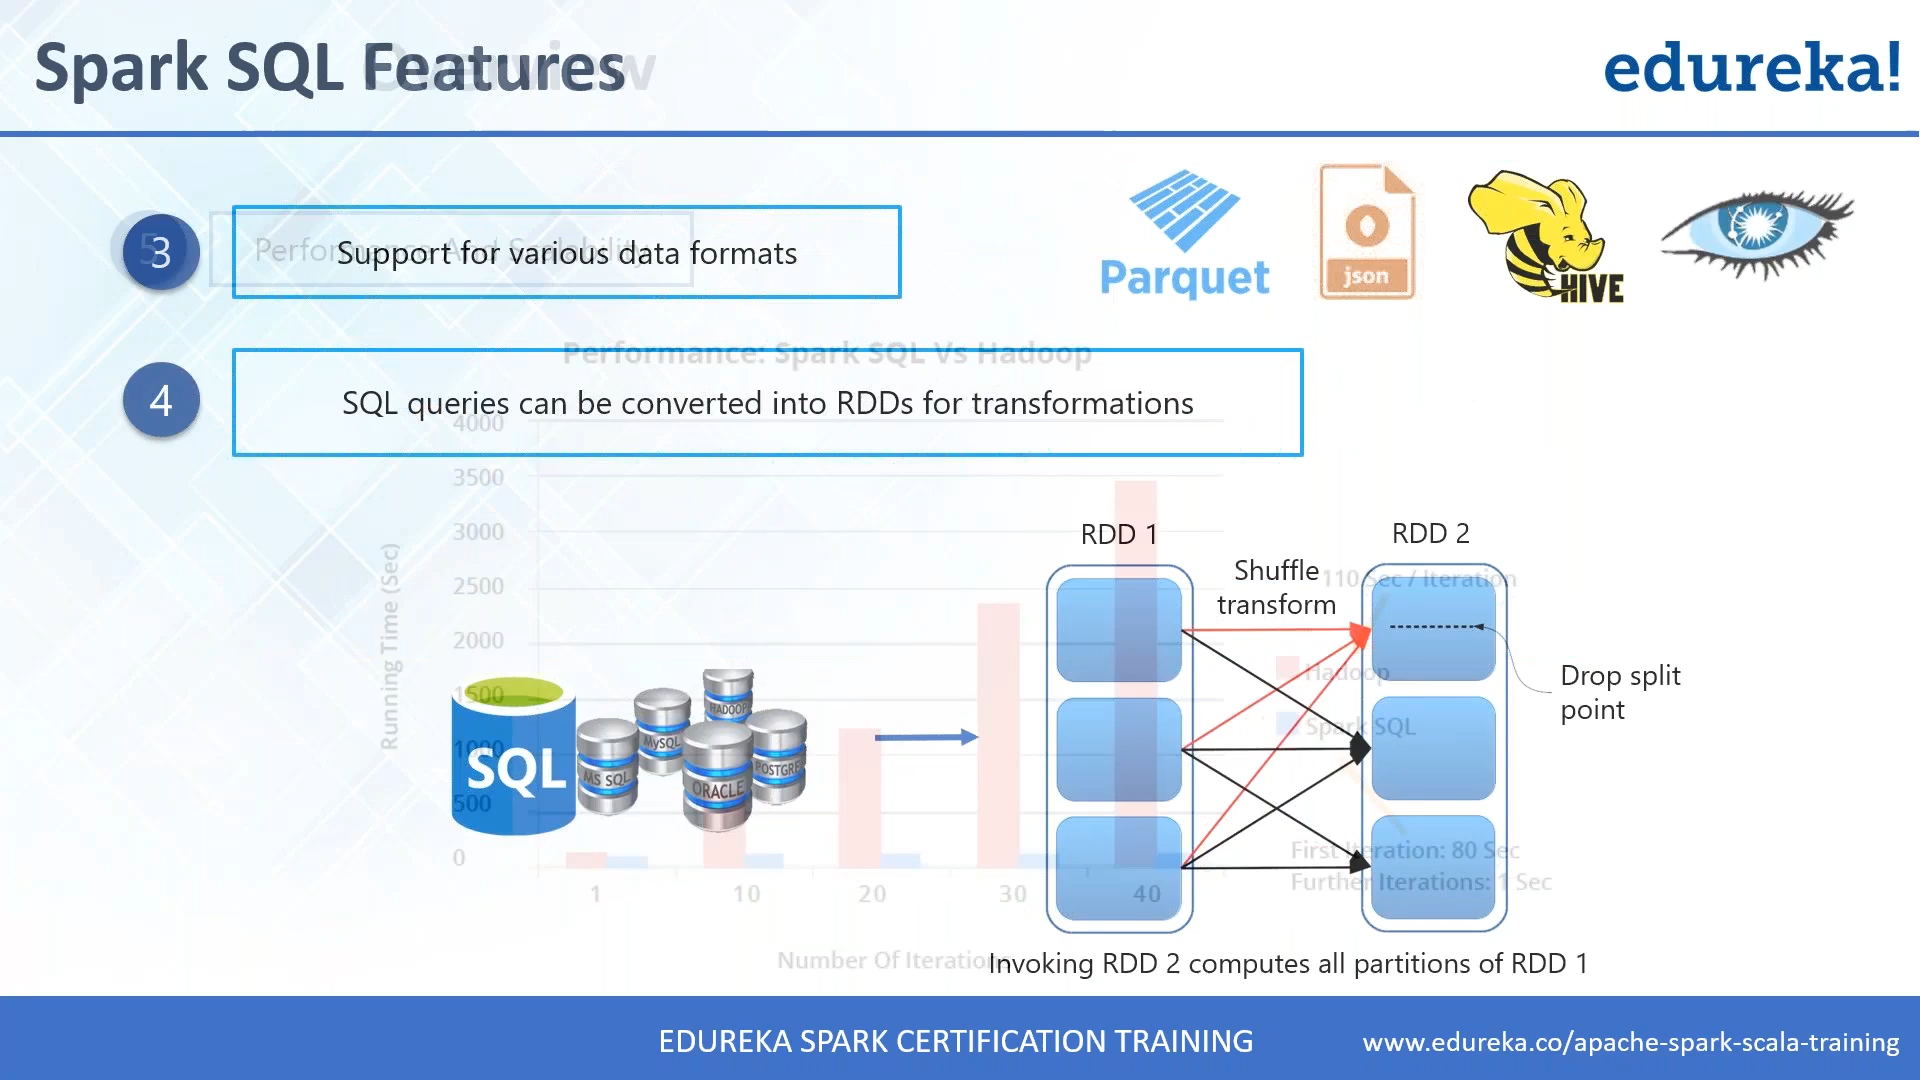 Spark SQL Features
Overview
edureka!
3
5
Support for various data formats
Performance And Scalability
Parquet
json
HIVE
4
SQL queries can be converted into RDDs for transformations
Performance: Spark SQL Vs Hadoop
4000
3500
3000
2500
2000
1500
1000
500
0
Running Time (Sec)
1
10
20
30
40
Number Of Iterations
SQL
MS SQL
MySQL
HADOOP
ORACLE
POSTGRE
RDD 1
RDD 2
Shuffle
transform
110 Sec / Iteration
Hadoop
Spark SQL
Drop split
point
First Iteration: 80 Sec
Further Iterations: 1 Sec
Invoking RDD 2 computes all partitions of RDD 1
EDUREKA SPARK CERTIFICATION TRAINING
www.edureka.co/apache-spark-scala-training